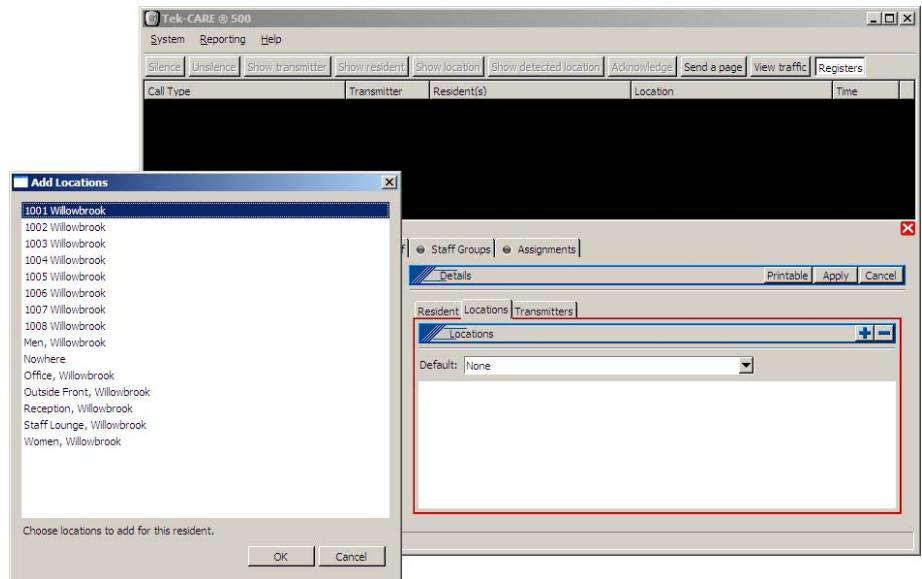 Tek-CARE ® 500
System Reporting Help
Silence Unsilence Show transmitter Show resident Show location Show detected location Acknowledge Send a page View traffic Registers
Call Type Transmitter Resident(s) Location Time
Add Locations
1001 Willowbrook
1002 Willowbrook
1003 Willowbrook
1004 Willowbrook
1005 Willowbrook
1006 Willowbrook
1007 Willowbrook
1008 Willowbrook
Men, Willowbrook
Nowhere
Office, Willowbrook
Outside Front, Willowbrook
Reception, Willowbrook
Staff Lounge, Willowbrook
Women, Willowbrook
Choose locations to add for this resident.
OK Cancel
Staff Groups Assignments
Details Printable Apply Cancel
Resident Locations Transmitters
Locations
Default: None